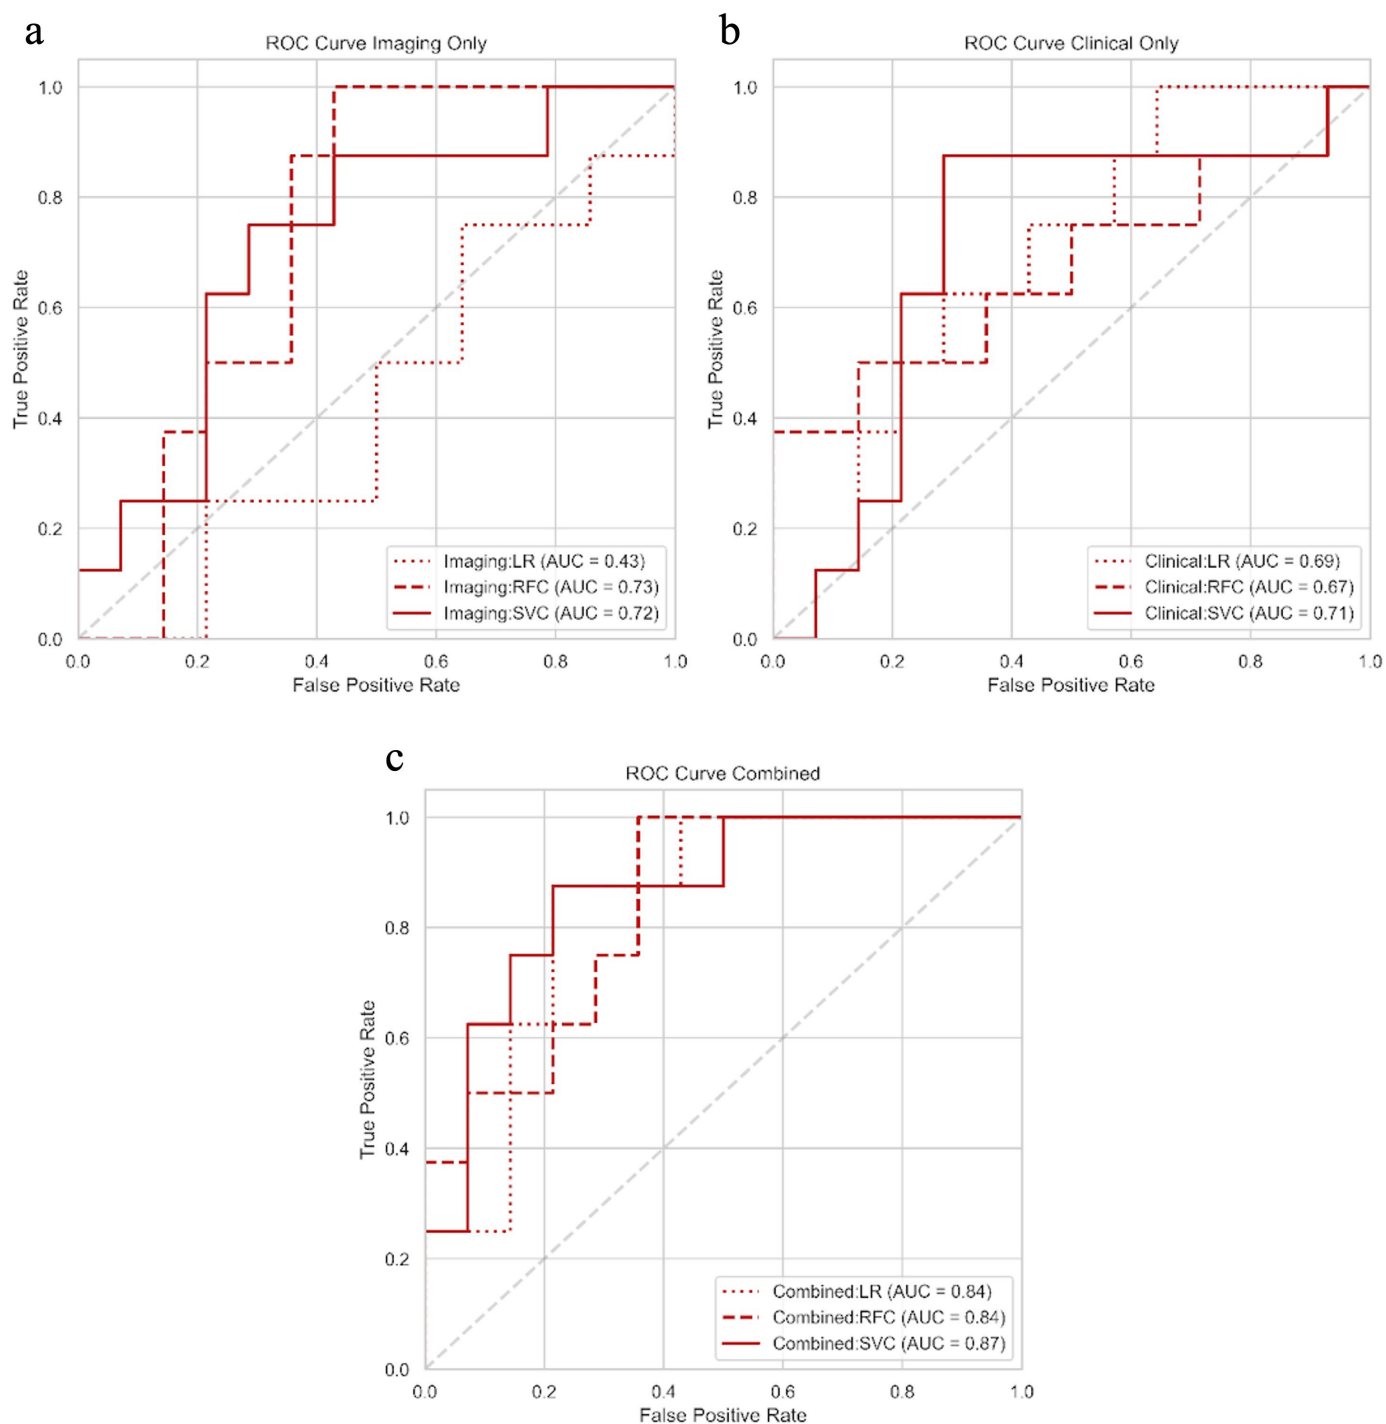 a
ROC Curve Imaging Only
True Positive Rate
1.0
0.8
0.6
0.4
0.2
0.0
Imaging:LR (AUC = 0.43)
Imaging:RFC (AUC = 0.73)
Imaging:SVC (AUC = 0.72)
0.0 0.2 0.4 0.6 0.8 1.0
False Positive Rate
b
ROC Curve Clinical Only
True Positive Rate
1.0
0.8
0.6
0.4
0.2
0.0
Clinical:LR (AUC = 0.69)
Clinical:RFC (AUC = 0.67)
Clinical:SVC (AUC = 0.71)
0.0 0.2 0.4 0.6 0.8 1.0
False Positive Rate
c
ROC Curve Combined
True Positive Rate
1.0
0.8
0.6
0.4
0.2
0.0
Combined:LR (AUC = 0.84)
Combined:RFC (AUC = 0.84)
Combined:SVC (AUC = 0.87)
0.0 0.2 0.4 0.6 0.8 1.0
False Positive Rate